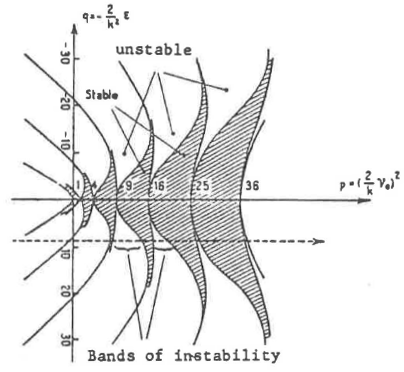 q=-2/k² E
unstable
Stable
-30
-20
-10
1 4 9 16 25 36
p=(2/k ν₀)²
10
20
30
Bands of instability